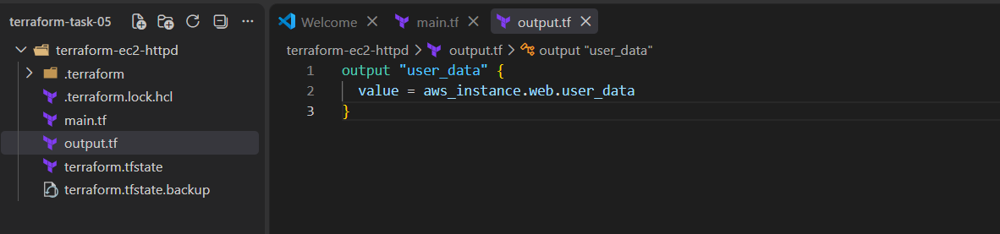 terraform-task-05
terraform-ec2-httpd
.terraform
.terraform.lock.hcl
main.tf
output.tf
terraform.tfstate
terraform.tfstate.backup
Welcome main.tf output.tf
terraform-ec2-httpd > output.tf > output "user_data"
1 output "user_data" {
2 value = aws_instance.web.user_data
3 }